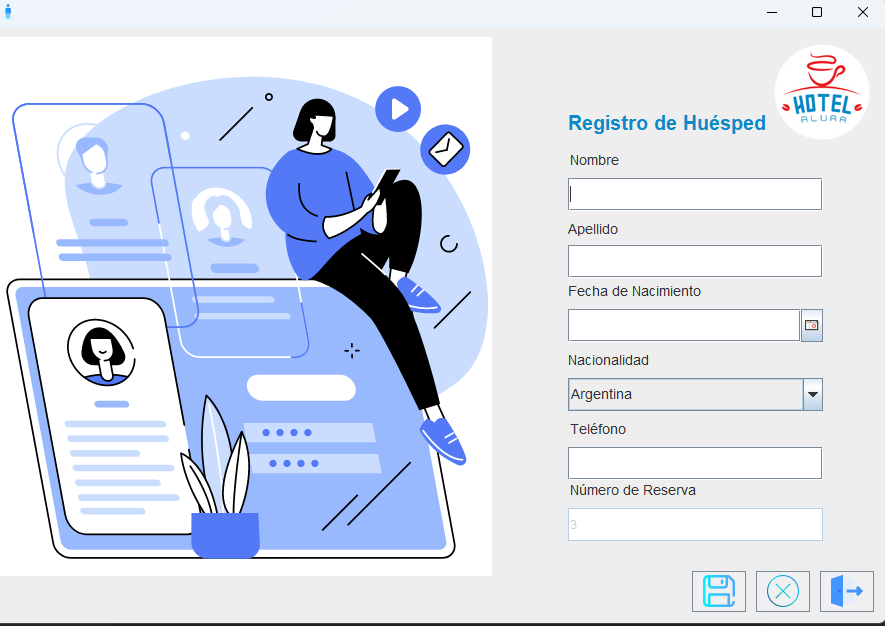 HOTEL
ALURA
Registro de Huésped
Nombre
Apellido
Fecha de Nacimiento
Nacionalidad
Argentina
Teléfono
Número de Reserva
3